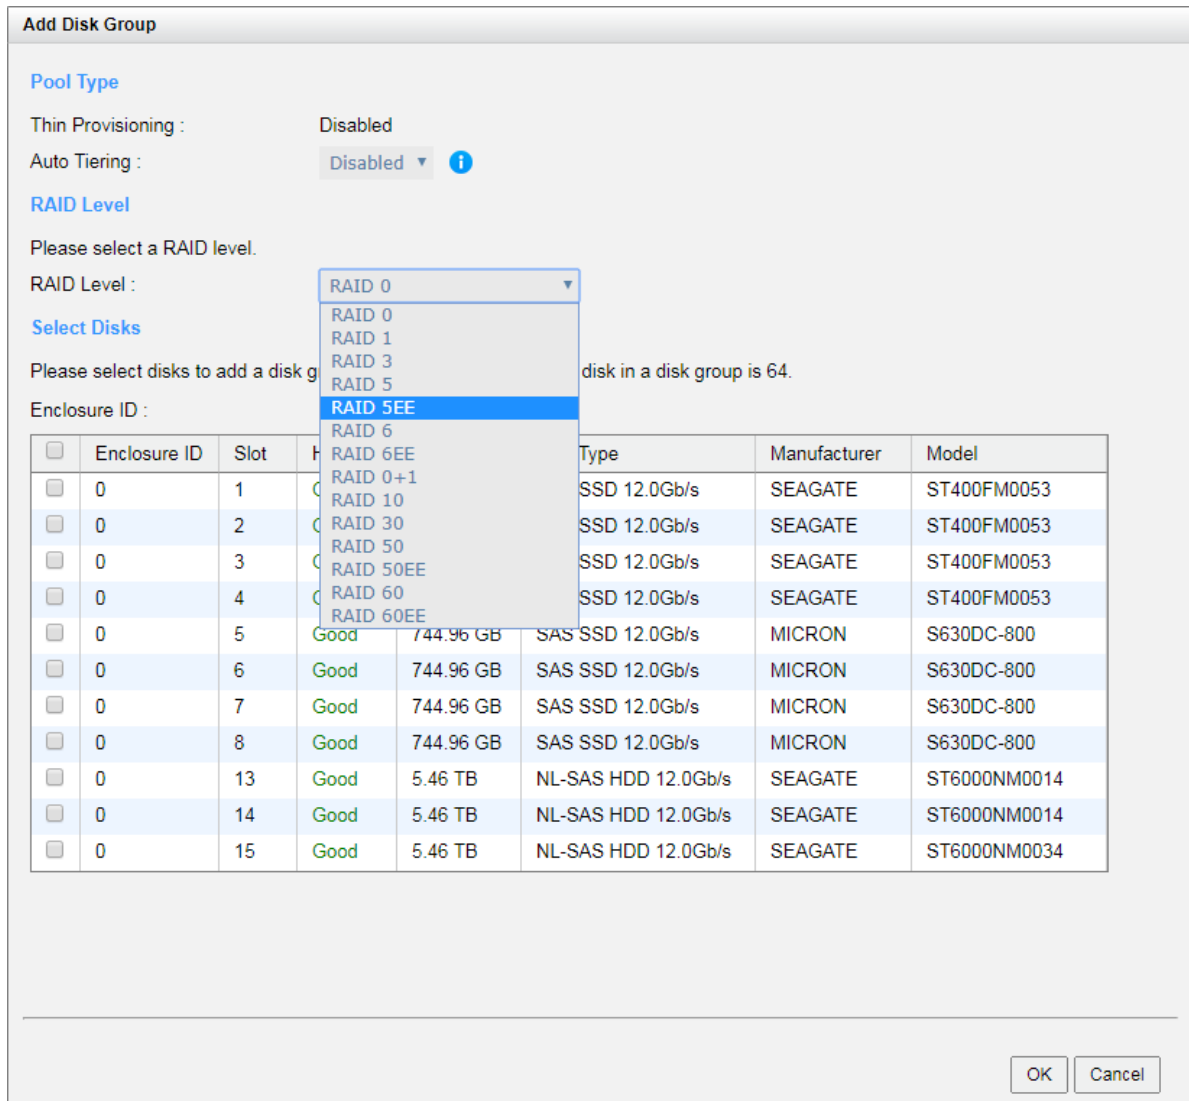 Add Disk Group
Pool Type
Thin Provisioning : Disabled
Auto Tiering : Disabled
RAID Level
Please select a RAID level.
RAID Level : RAID 0
RAID 0
RAID 1
RAID 3
RAID 5
RAID 5EE
RAID 6
RAID 6EE
RAID 0+1
RAID 10
RAID 30
RAID 50
RAID 50EE
RAID 60
RAID 60EE
Select Disks
Please select disks to add a disk disk in a disk group is 64.
Enclosure ID :
Enclosure ID Slot Type Manufacturer Model
0 1 SSD 12.0Gb/s SEAGATE ST400FM0053
0 2 SSD 12.0Gb/s SEAGATE ST400FM0053
0 3 SSD 12.0Gb/s SEAGATE ST400FM0053
0 4 SSD 12.0Gb/s SEAGATE ST400FM0053
0 5 Good 744.96 GB SAS SSD 12.0Gb/s MICRON S630DC-800
0 6 Good 744.96 GB SAS SSD 12.0Gb/s MICRON S630DC-800
0 7 Good 744.96 GB SAS SSD 12.0Gb/s MICRON S630DC-800
0 8 Good 744.96 GB SAS SSD 12.0Gb/s MICRON S630DC-800
0 13 Good 5.46 TB NL-SAS HDD 12.0Gb/s SEAGATE ST6000NM0014
0 14 Good 5.46 TB NL-SAS HDD 12.0Gb/s SEAGATE ST6000NM0014
0 15 Good 5.46 TB NL-SAS HDD 12.0Gb/s SEAGATE ST6000NM0034
OK Cancel